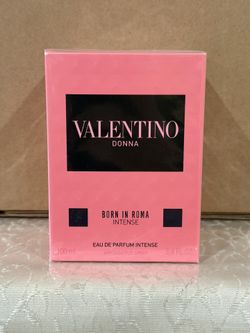 VALENTINO
DONNA
BORN IN ROMA
INTENSE
EAU DE PARFUM INTENSE